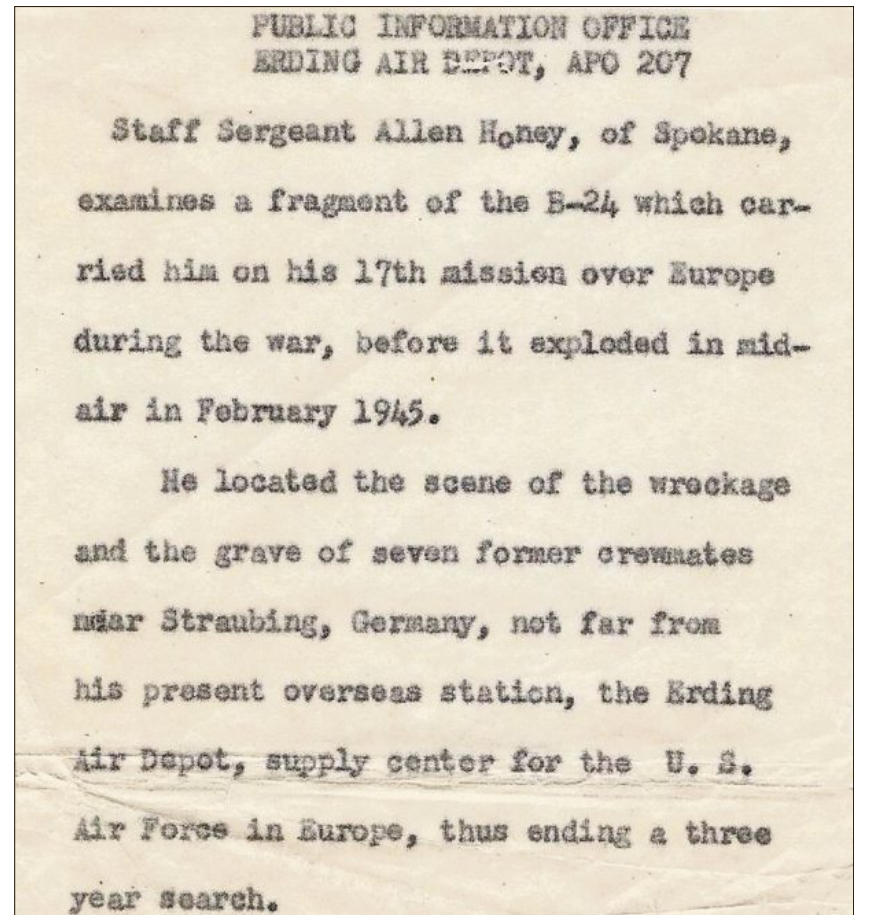 PUBLIC INFORMATION OFFICE
ERDING AIR DEPOT, APO 207
Staff Sergeant Allen Honey, of Spokane,
examines a fragment of the B-24 which car-
ried him on his 17th mission over Europe
during the war, before it exploded in mid-
air in February 1945.
He located the scene of the wreckage
and the grave of seven former crewmates
near Straubing, Germany, not far from
his present overseas station, the Erding
Air Depot, supply center for the U. S.
Air Force in Europe, thus ending a three
year search.